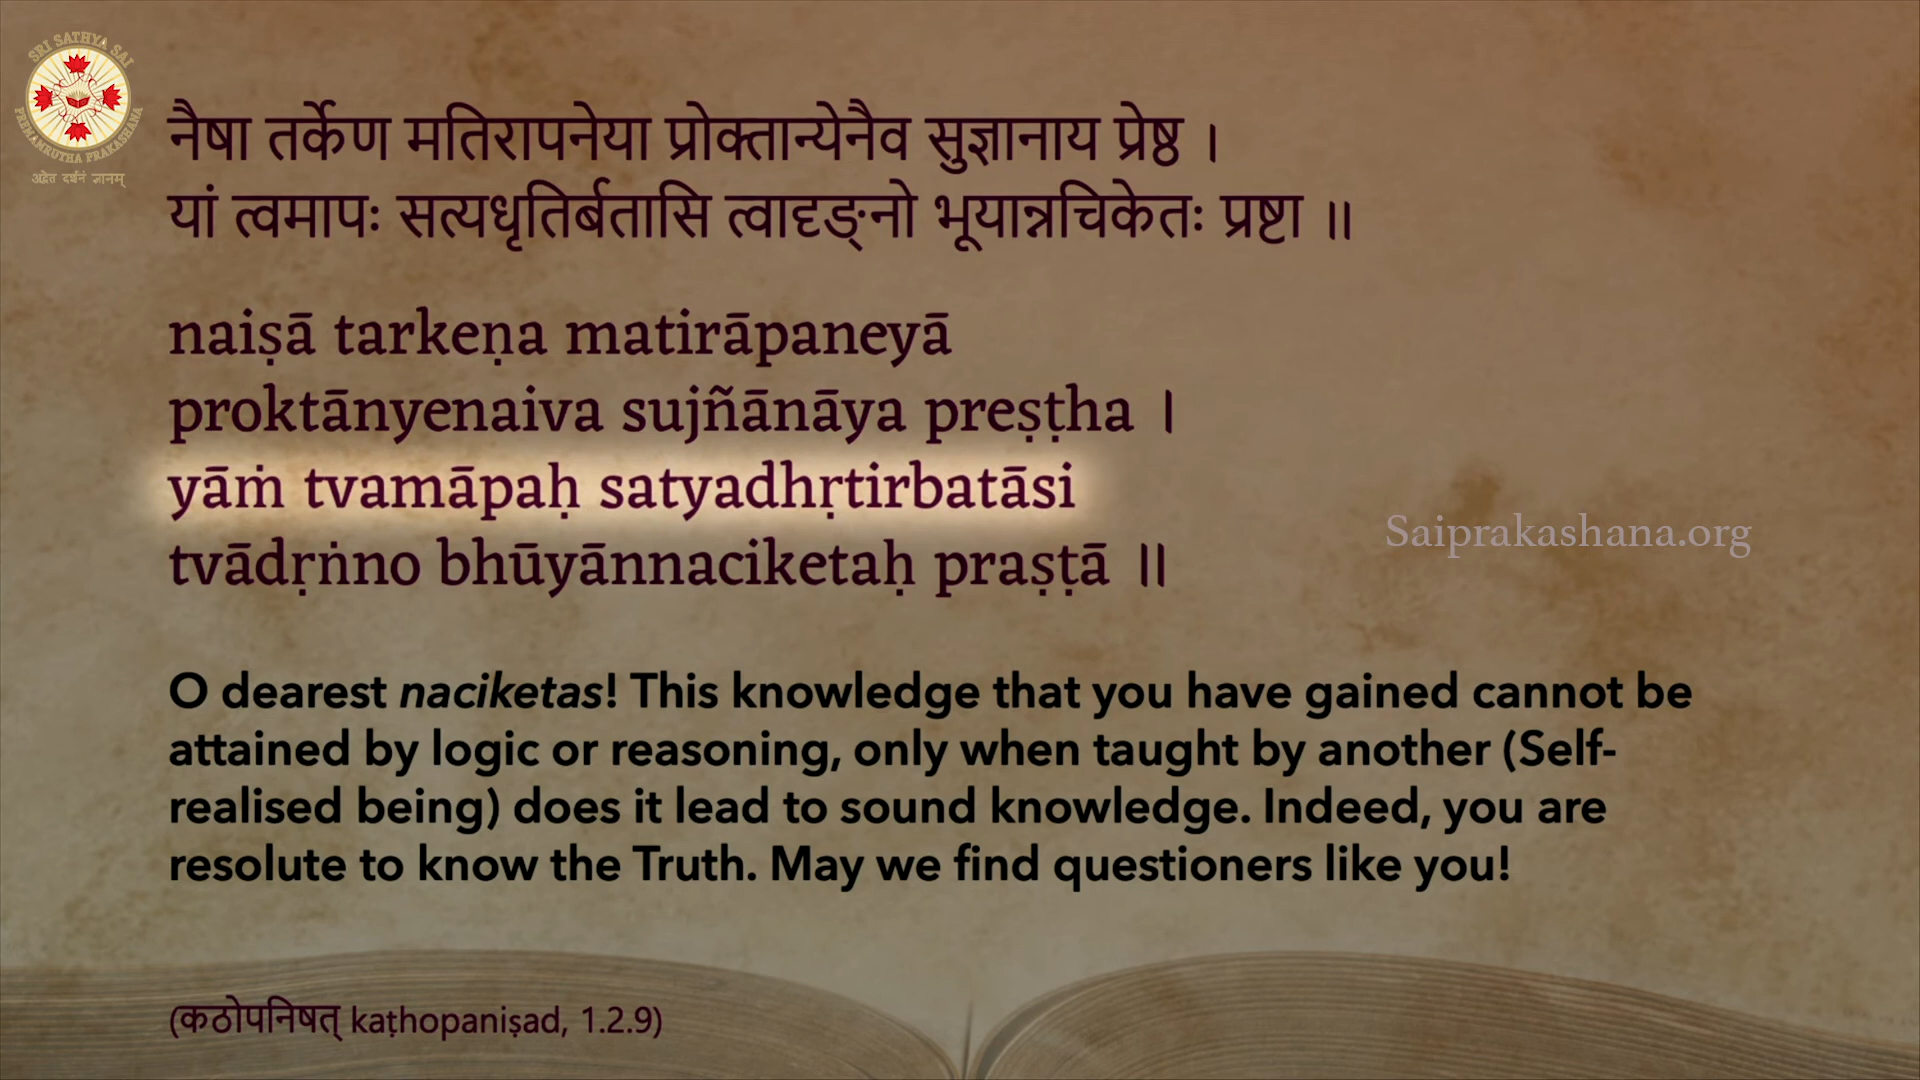 SRI SATHYA SAI
PREMAMRUTHA PRAKASHANA
अद्वैत दर्शनं ज्ञानम्
नैषा तर्केण मतिरापनेया प्रोक्तान्येनैव सुज्ञानाय प्रेष्ठ ।
यां त्वमापः सत्यधृतिर्बतासि त्वादृङ्नो भूयान्नचिकेतः प्रष्टा ॥
naiṣā tarkeṇa matirāpaneyā
proktānyenaiva sujñānāya preṣṭha ।
yāṁ tvamāpaḥ satyadhṛtirbatāsi
tvādṛṅno bhūyānnaciketaḥ praṣṭā ॥
Saiprakashana.org
O dearest naciketas! This knowledge that you have gained cannot be
attained by logic or reasoning, only when taught by another (Self-
realised being) does it lead to sound knowledge. Indeed, you are
resolute to know the Truth. May we find questioners like you!
(कठोपनिषत् kaṭhopaniṣad, 1.2.9)